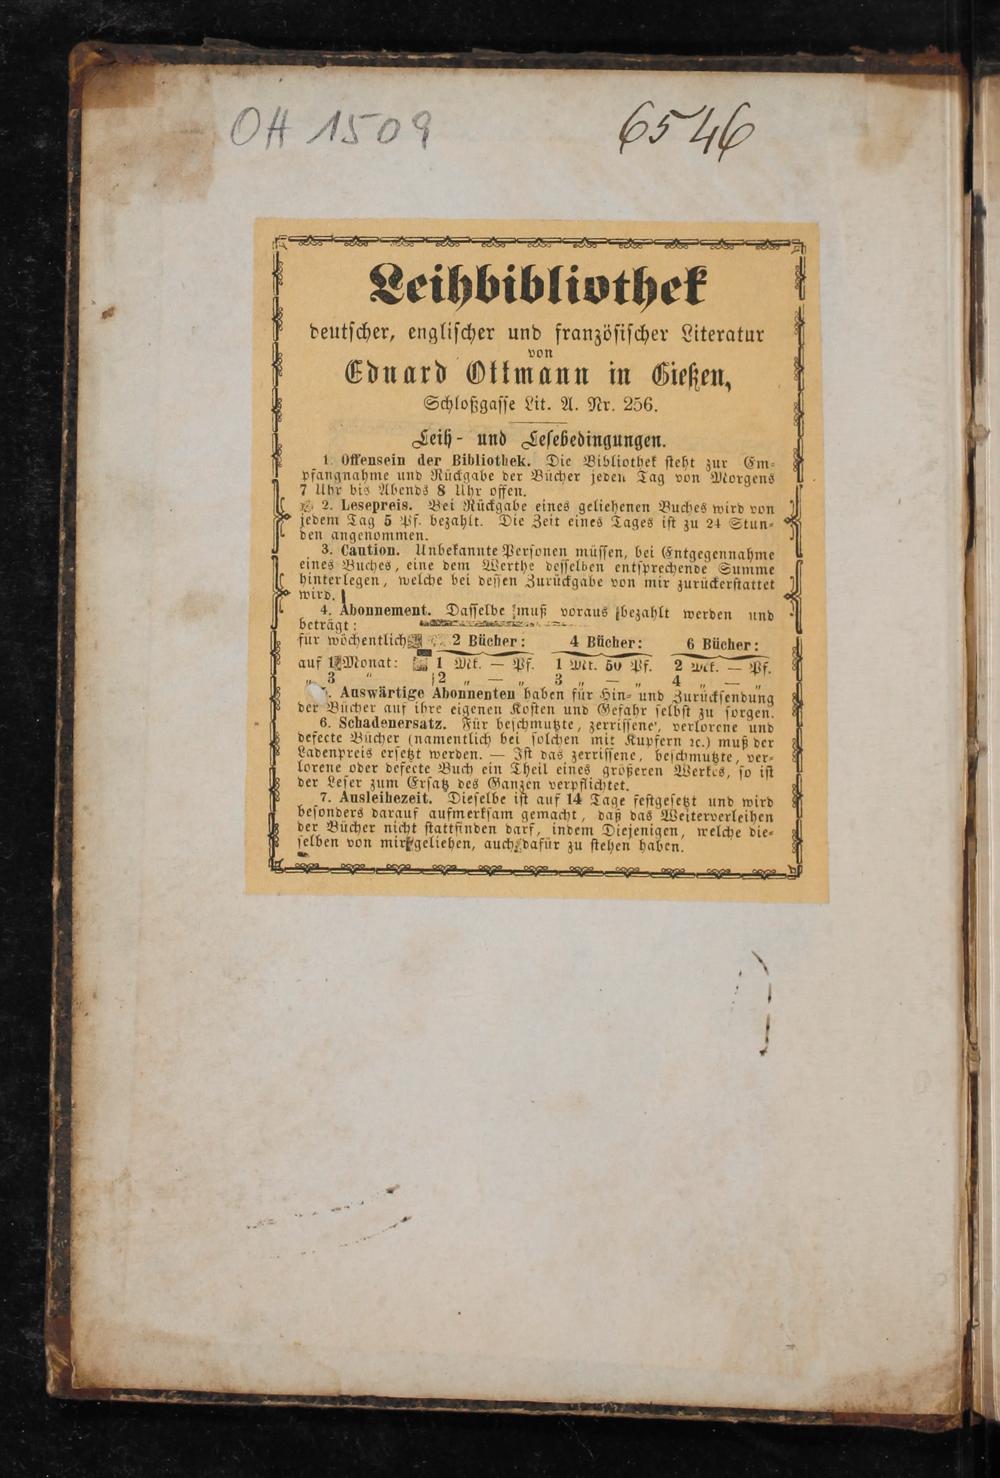 OH 1509
6546
Leihbibliothek
deutscher, englischer und französischer Literatur
von
Eduard Ottmann in Gießen,
Schloßgasse Lit. A. Nr. 256.
Leih- und Lesebedingungen.
1. Offensein der Bibliothek. Die Bibliothek steht zur Em-
pfangnahme und Rückgabe der Bücher jeden Tag von Morgens
7 Uhr bis Abends 8 Uhr offen.
2. Lesepreis. Bei Rückgabe eines geliehenen Buches wird von
jedem Tag 5 Pf. bezahlt. Die Zeit eines Tages ist zu 24 Stun-
den angenommen.
3. Caution. Unbekannte Personen müssen, bei Entgegennahme
eines Buches, eine dem Werthe desselben entsprechende Summe
hinterlegen, welche bei dessen Zurückgabe von mir zurückerstattet
wird.
4. Abonnement. Dasselbe muß voraus bezahlt werden und
beträgt:
für wöchentlich 2 Bücher: 4 Bücher: 6 Bücher:
auf 1 Monat: 1 Mk. — Pf. 1 Mk. 50 Pf. 2 Mk. — Pf.
„ 3 „ 2 „ — „ 3 „ — „ 4 „ — „
. Auswärtige Abonnenten haben für Hin- und Zurücksendung
der Bücher auf ihre eigenen Kosten und Gefahr selbst zu sorgen.
6. Schadenersatz. Für beschmutzte, zerrissene, verlorene und
defecte Bücher (namentlich bei solchen mit Kupfern ꝛc.) muß der
Ladenpreis ersetzt werden. — Ist das zerrissene, beschmutzte, ver-
lorene oder defecte Buch ein Theil eines größeren Werkes, so ist
der Leser zum Ersatz des Ganzen verpflichtet.
7. Ausleihezeit. Dieselbe ist auf 14 Tage festgesetzt und wird
besonders darauf aufmerksam gemacht, daß das Weiterverleihen
der Bücher nicht stattfinden darf, indem Diejenigen, welche die-
selben von mir geliehen, auch dafür zu stehen haben.